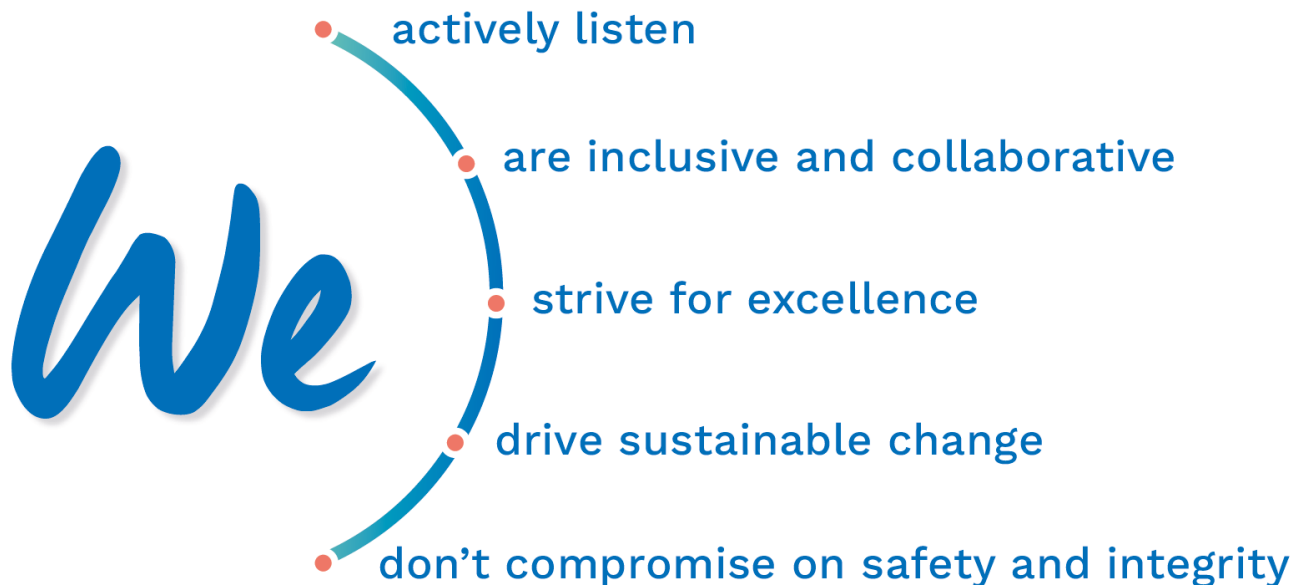 We
actively listen
are inclusive and collaborative
strive for excellence
drive sustainable change
don’t compromise on safety and integrity